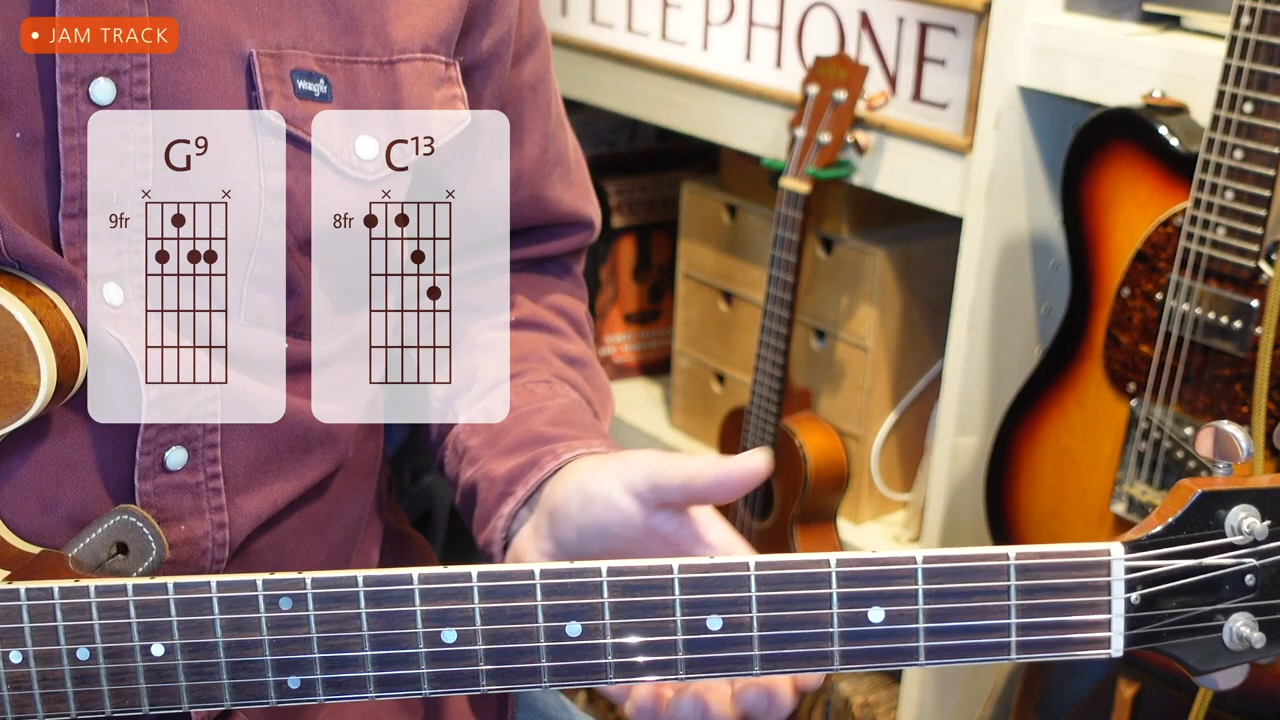 • JAM TRACK
TELEPHONE
Wrangler
G9
C13
× ×
× ×
9fr
8fr